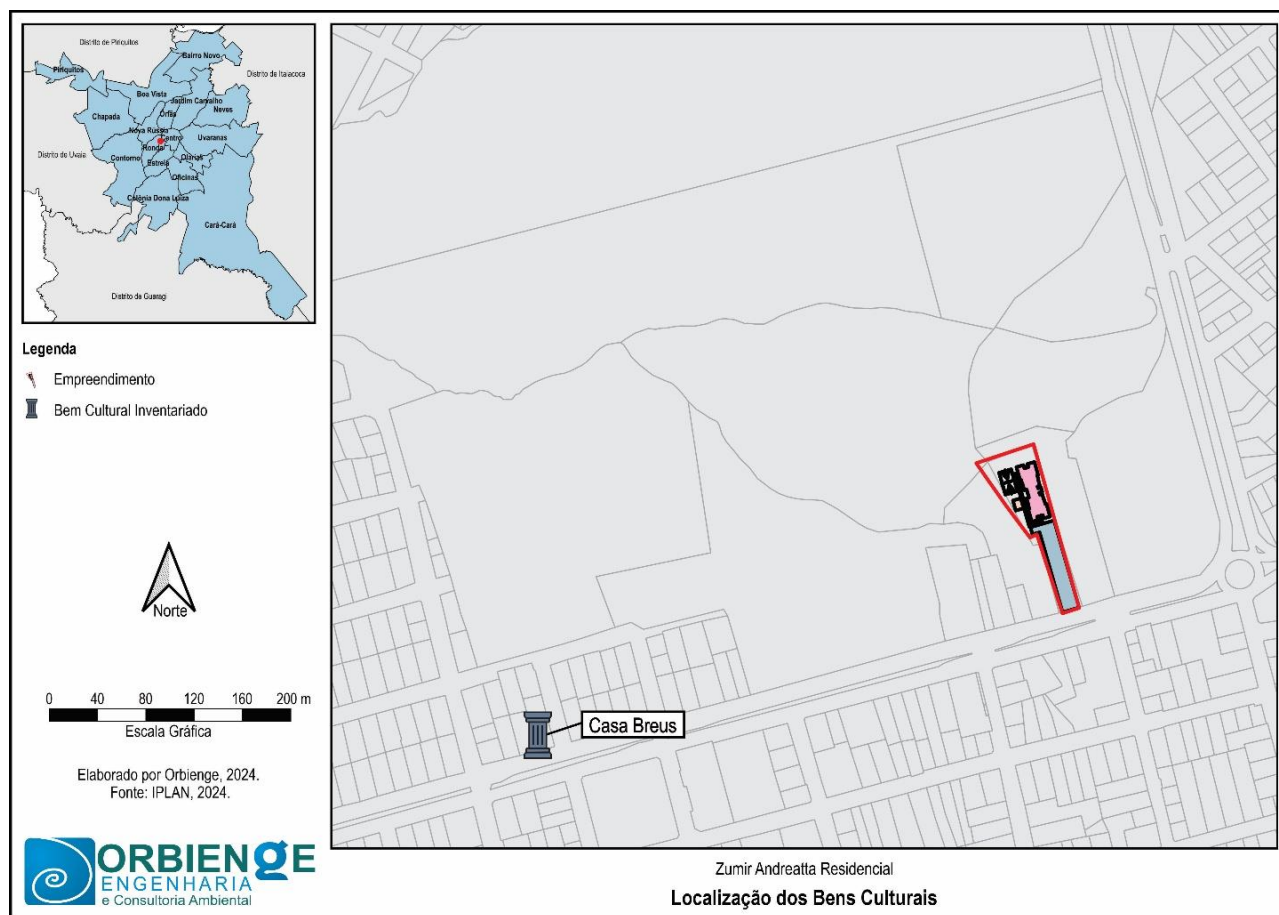 Distrito de Piriquitos
Bairro Novo
Piriquitos
Distrito de Itaiacoca
Boa Vista
Jardim Carvalho
Neves
Chapada
Órfãs
Nova Rússia
Centro
Uvaranas
Ronda
Distrito de Uvaia
Contorno
Estrela
Olarias
Oficinas
Colônia Dona Luíza
Cará-Cará
Distrito de Guaragi
Legenda
Empreendimento
Bem Cultural Inventariado
Norte
0 40 80 120 160 200 m
Escala Gráfica
Elaborado por Orbienge, 2024.
Fonte: IPLAN, 2024.
ORBIENGE
ENGENHARIA
e Consultoria Ambiental
Casa Breus
Zumir Andreatta Residencial
Localização dos Bens Culturais